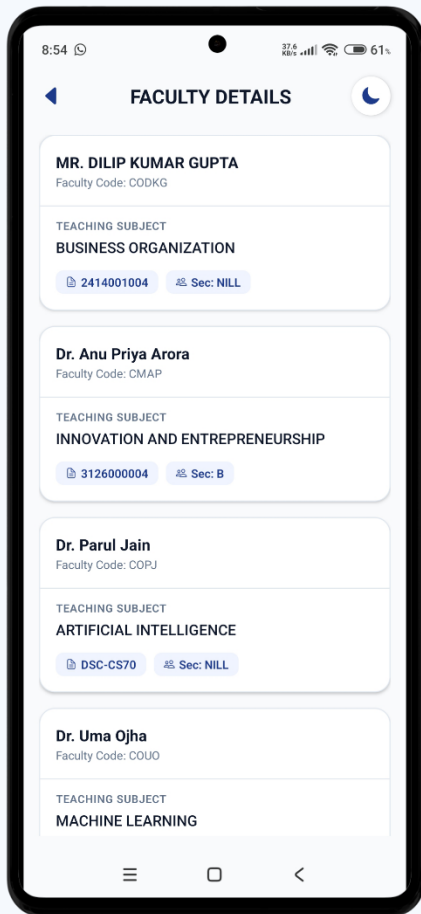 8:54
37.6
KB/s
61%
FACULTY DETAILS
MR. DILIP KUMAR GUPTA
Faculty Code: CODKG
TEACHING SUBJECT
BUSINESS ORGANIZATION
2414001004 Sec: NILL
Dr. Anu Priya Arora
Faculty Code: CMAP
TEACHING SUBJECT
INNOVATION AND ENTREPRENEURSHIP
3126000004 Sec: B
Dr. Parul Jain
Faculty Code: COPJ
TEACHING SUBJECT
ARTIFICIAL INTELLIGENCE
DSC-CS70 Sec: NILL
Dr. Uma Ojha
Faculty Code: COUO
TEACHING SUBJECT
MACHINE LEARNING